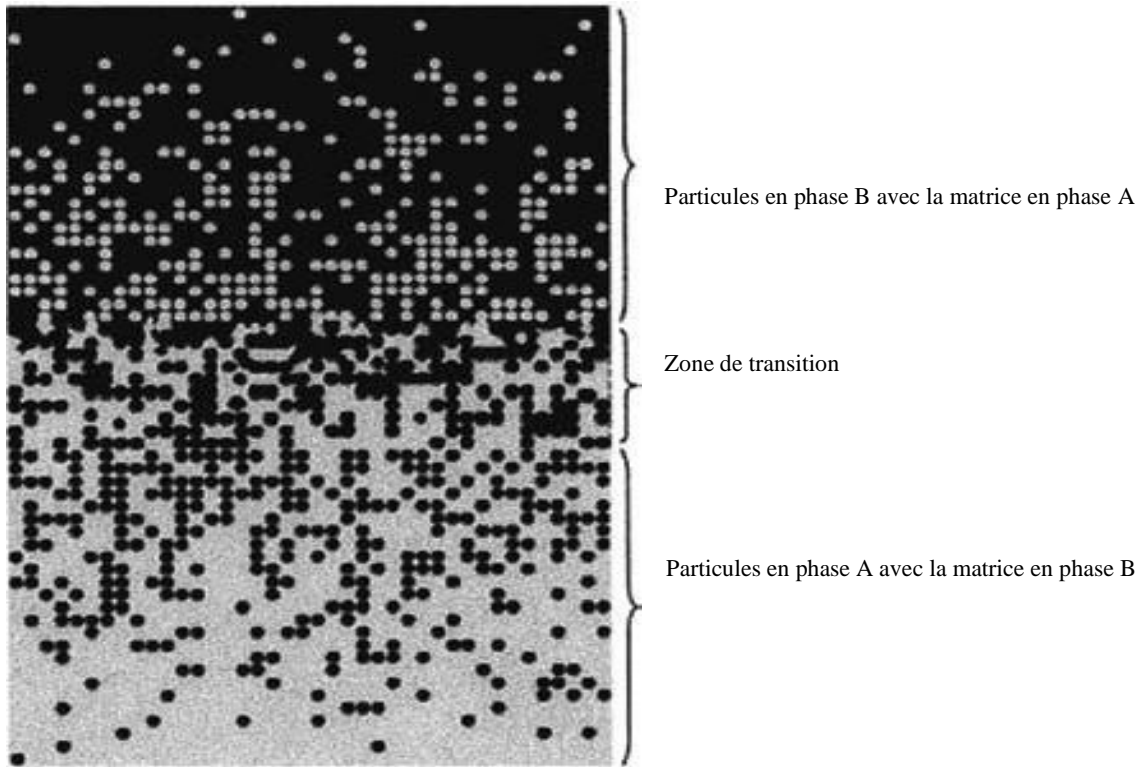 Particules en phase B avec la matrice en phase A
Zone de transition
Particules en phase A avec la matrice en phase B